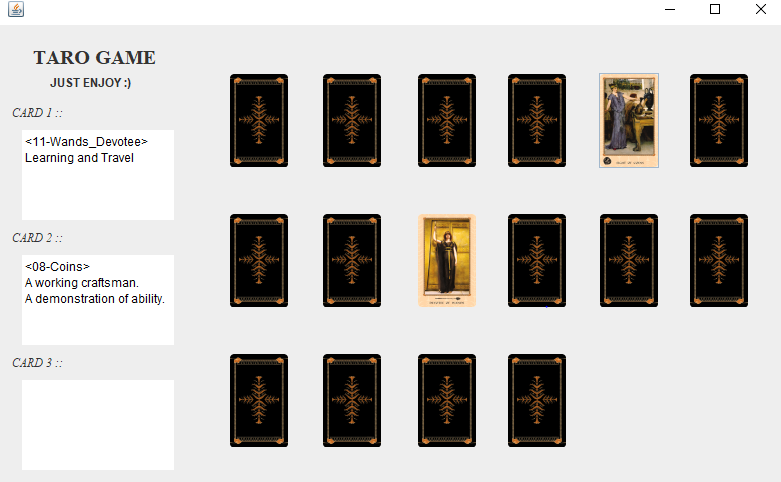 TARO GAME
JUST ENJOY :)
CARD 1 ::
<11-Wands_Devotee>
Learning and Travel
CARD 2 ::
<08-Coins>
A working craftsman.
A demonstration of ability.
CARD 3 ::